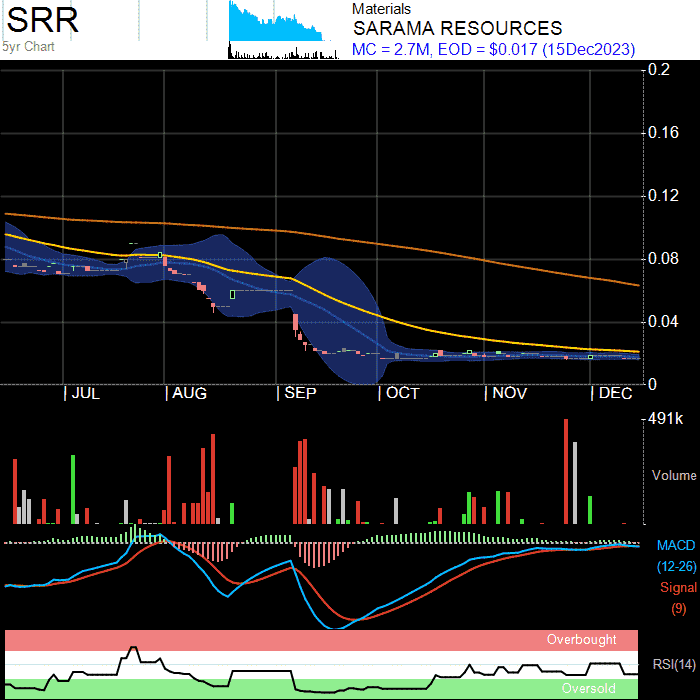 SRR
5yr Chart
Materials
SARAMA RESOURCES
MC = 2.7M, EOD = $0.017 (15Dec2023)
0.2
0.16
0.12
0.08
0.04
0
JUL AUG SEP OCT NOV DEC
491k
Volume
MACD
(12-26)
Signal
(9)
Overbought
RSI(14)
Oversold